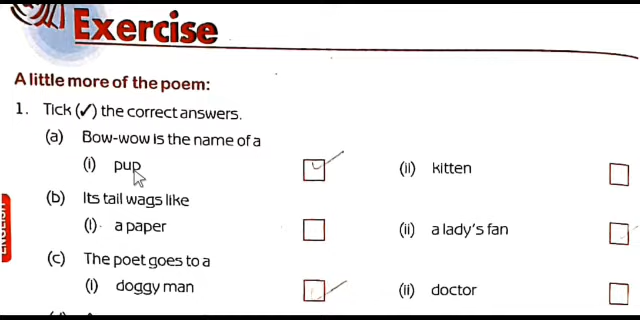 Exercise
A little more of the poem:
1. Tick (✓) the correct answers.
(a) Bow-wow is the name of a
(i) pup (ii) kitten
(b) Its tail wags like
(i) a paper (ii) a lady's fan
(c) The poet goes to a
(i) doggy man (ii) doctor
ENGLISH